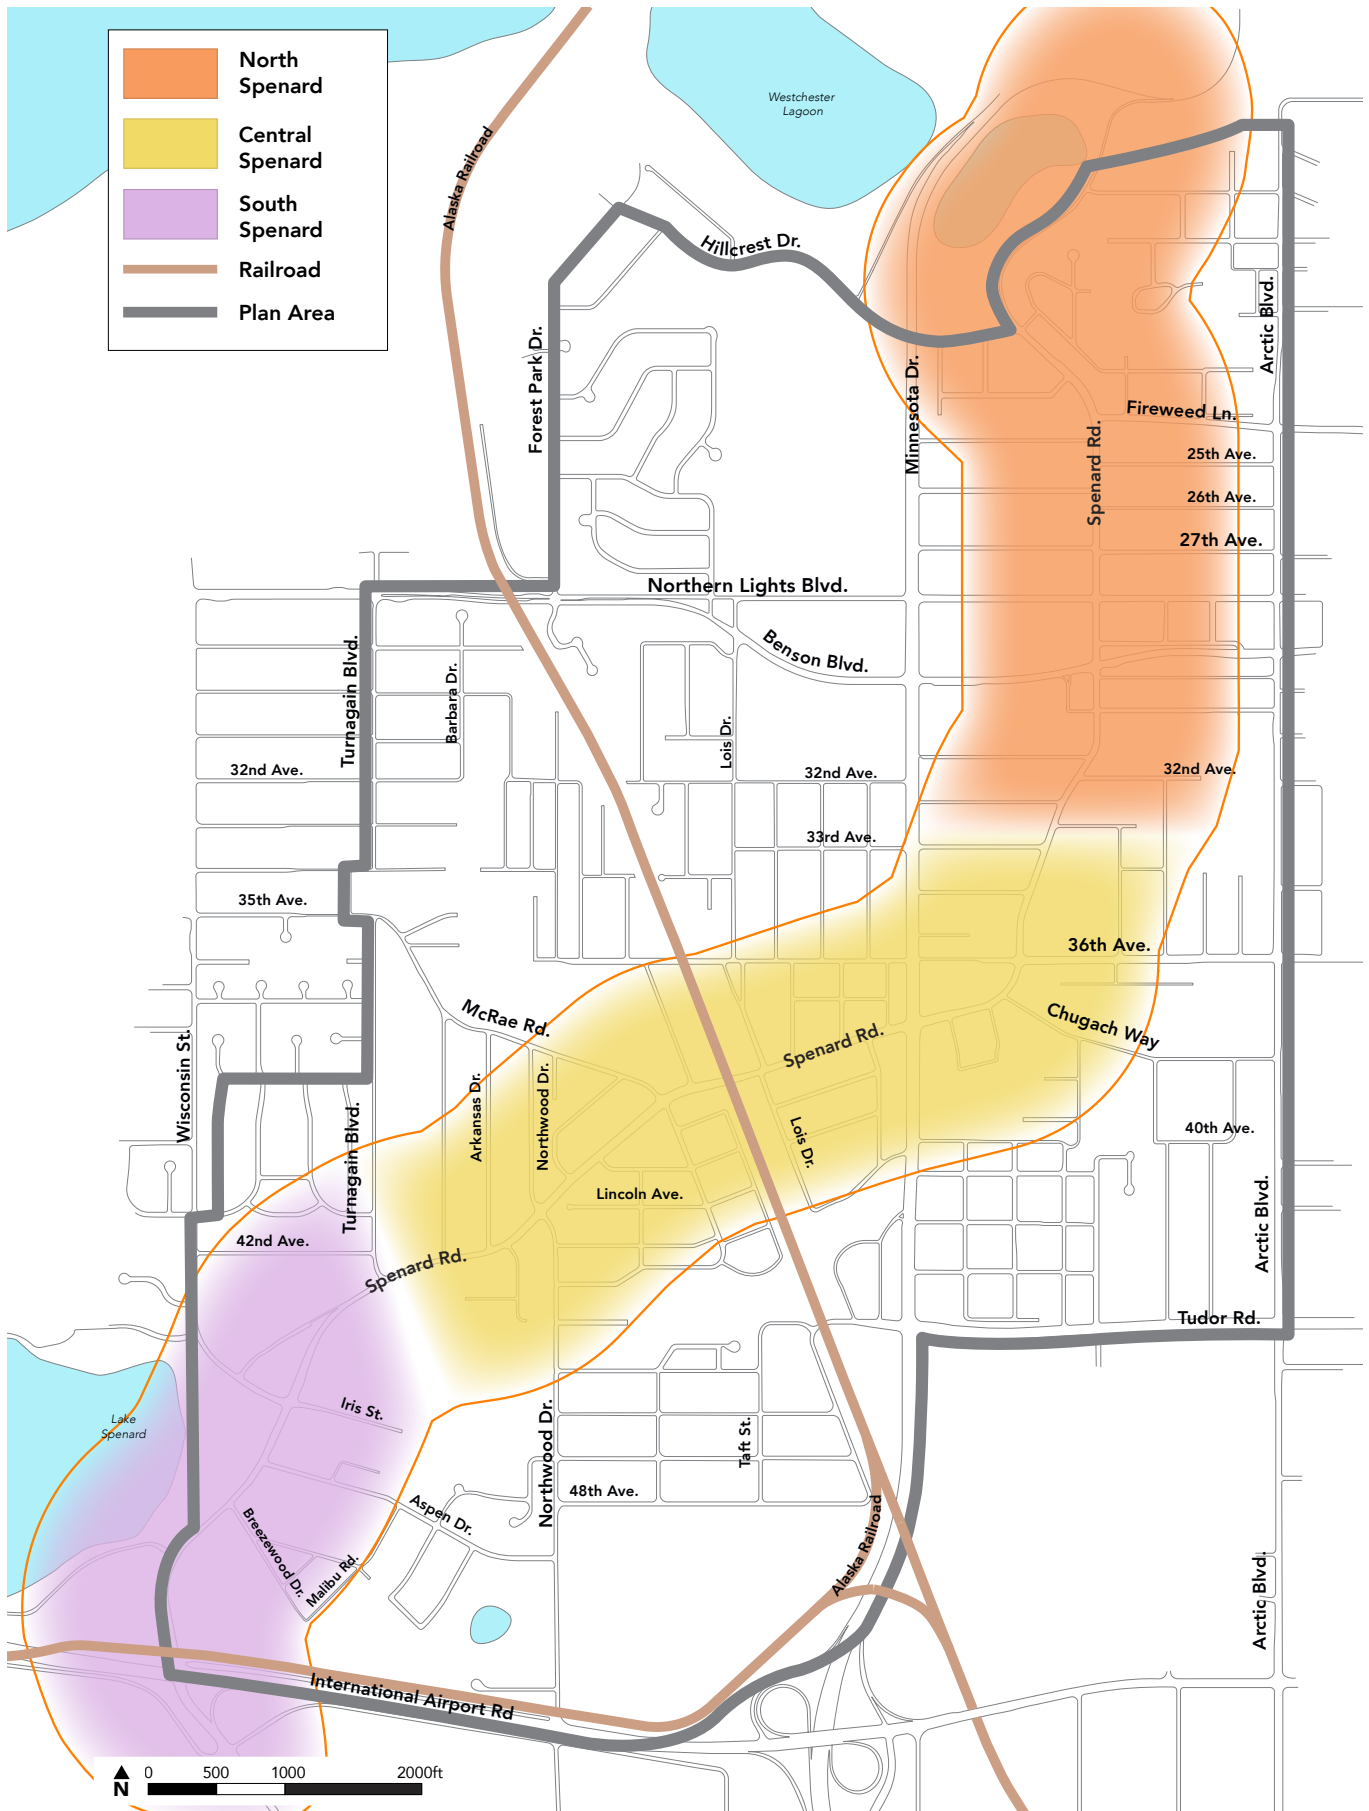 North
Spenard
Central
Spenard
South
Spenard
Railroad
Plan Area
Westchester
Lagoon
Alaska Railroad
Hillcrest Dr.
Forest Park Dr.
Arctic Blvd.
Minnesota Dr.
Fireweed Ln.
Spenard Rd.
25th Ave.
26th Ave.
27th Ave.
Northern Lights Blvd.
Benson Blvd.
Turnagain Blvd.
Barbara Dr.
Lois Dr.
32nd Ave.
32nd Ave.
32nd Ave.
33rd Ave.
35th Ave.
36th Ave.
McRae Rd.
Chugach Way
Spenard Rd.
Wisconsin St.
Arkansas Dr.
Northwood Dr.
Turnagain Blvd.
Lois Dr.
40th Ave.
Lincoln Ave.
42nd Ave.
Spenard Rd.
Arctic Blvd.
Tudor Rd.
Lake
Spenard
Iris St.
Northwood Dr.
Taft St.
48th Ave.
Aspen Dr.
Breezewood Dr.
Malibu Rd.
Alaska Railroad
Arctic Blvd.
International Airport Rd
N
0 500 1000 2000ft